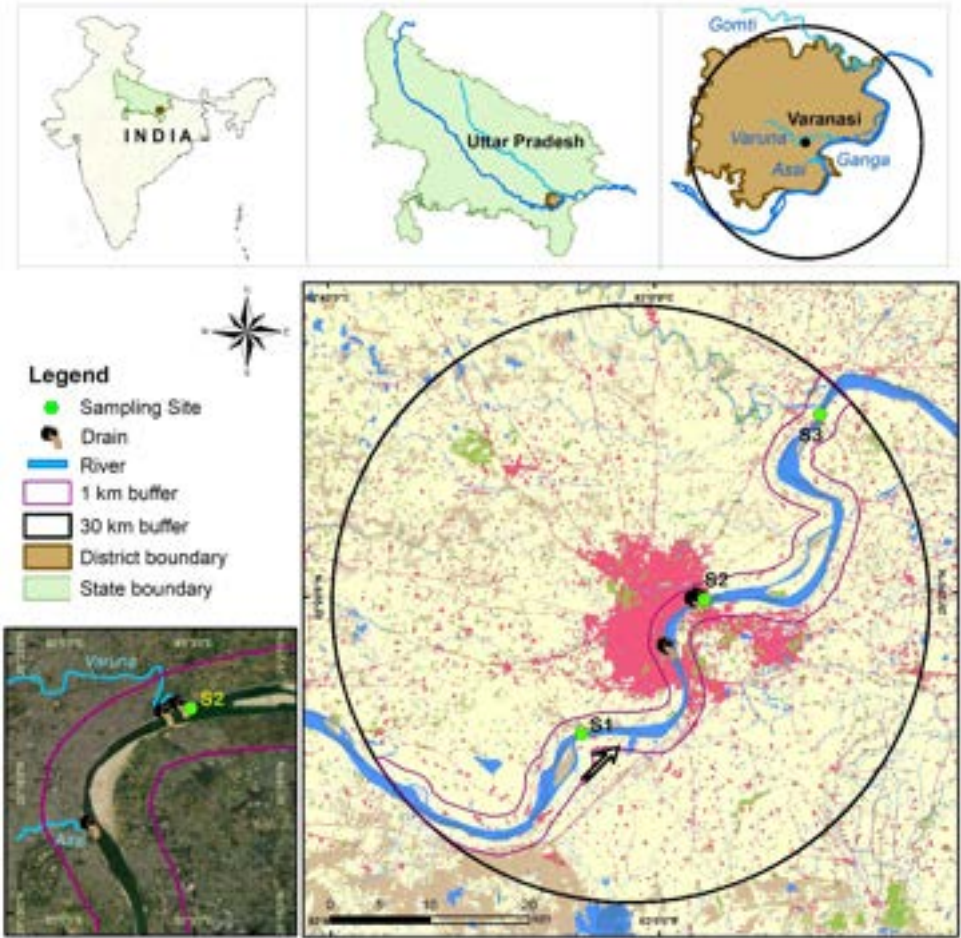 Gomti
INDIA
Uttar Pradesh
Varanasi
Varuna
Ganga
Assi
N
Legend
Sampling Site
Drain
River
1 km buffer
30 km buffer
District boundary
State boundary
S3
S2
S1
Varuna
S2
Assi
0 5 10 20